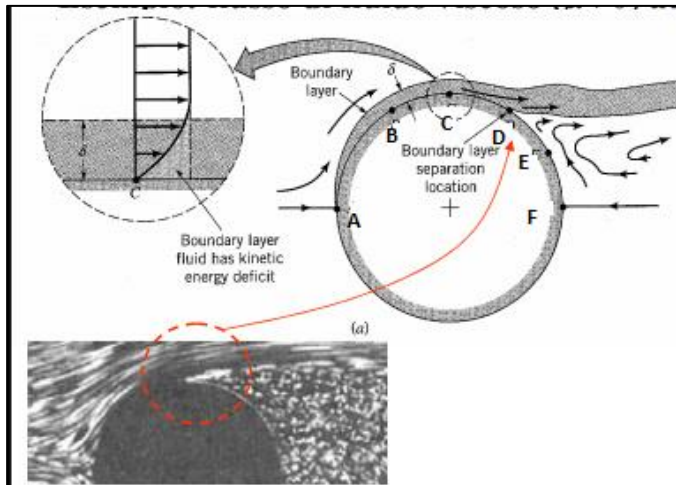 δ
Boundary
layer
δ
C
Boundary layer
fluid has kinetic
energy deficit
A
B
C
D
E
F
Boundary layer
separation
location
(a)